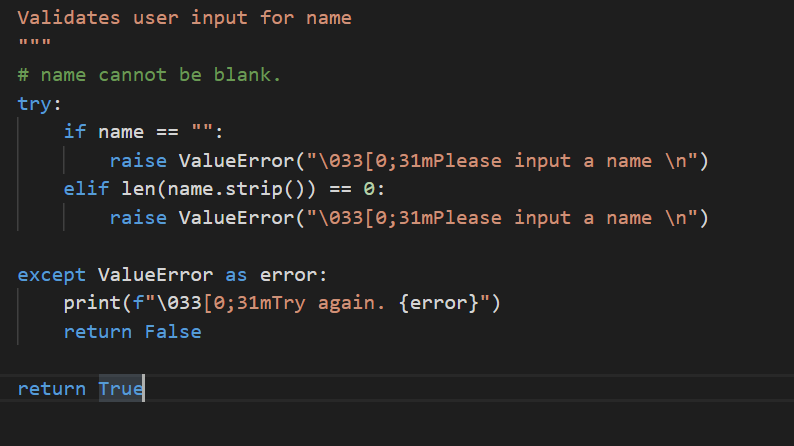 Validates user input for name
"""
# name cannot be blank.
try:
    if name == "":
        raise ValueError("\033[0;31mPlease input a name \n")
    elif len(name.strip()) == 0:
        raise ValueError("\033[0;31mPlease input a name \n")

except ValueError as error:
    print(f"\033[0;31mTry again. {error}")
    return False

return True